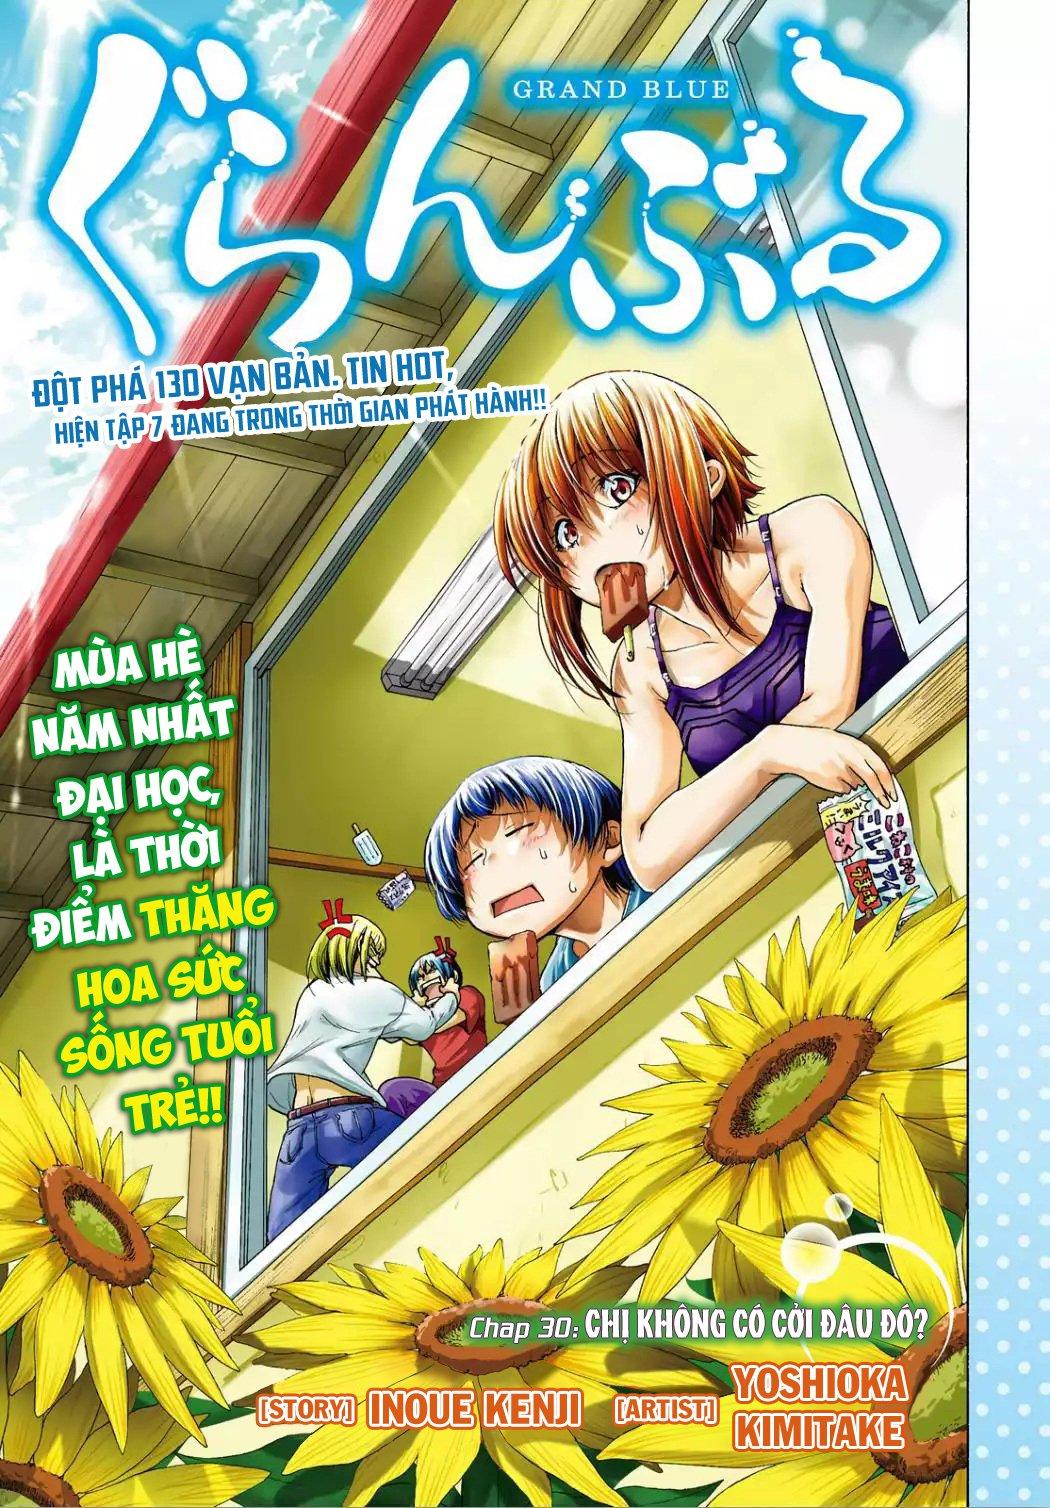 GRAND BLUE
ぐらんぶる
ĐỘT PHÁ 130 VẠN BẢN. TIN HOT,
HIỆN TẬP 7 ĐANG TRONG THỜI GIAN PHÁT HÀNH!!
MÙA HÈ
NĂM NHẤT
ĐẠI HỌC,
LÀ THỜI
ĐIỂM THĂNG
HOA SỨC
SỐNG TUỔI
TRẺ!!
Chap 30: CHỊ KHÔNG CÓ CỞI ĐÂU ĐÓ?
[STORY] INOUE KENJI
[ARTIST] YOSHIOKA
KIMITAKE